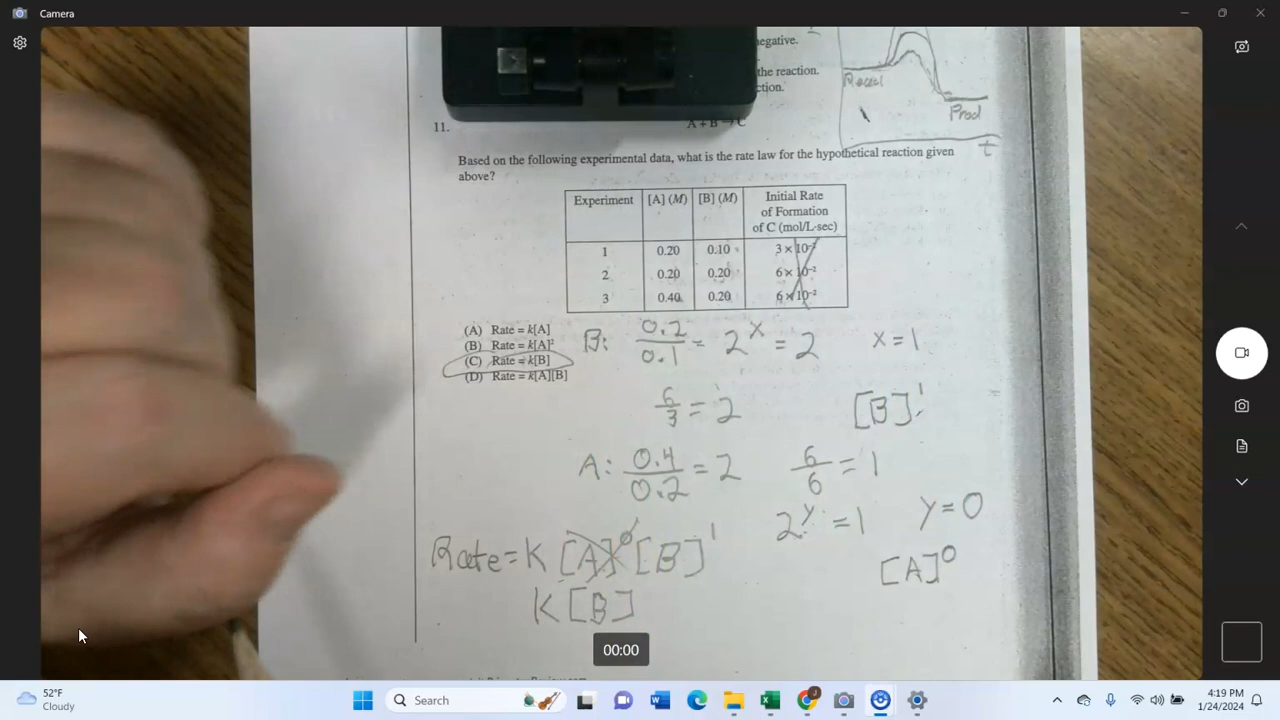 Camera
egative.
the reaction.
ction.
React
Prod
t
11.
A + B → C
Based on the following experimental data, what is the rate law for the hypothetical reaction given
above?
Experiment [A] (M) [B] (M) Initial Rate of Formation of C (mol/L·sec)
1 0.20 0.10 3 × 10⁻²
2 0.20 0.20 6 × 10⁻²
3 0.40 0.20 6 × 10⁻²
(A) Rate = k[A]
(B) Rate = k[A]²
(C) Rate = k[B]
(D) Rate = k[A][B]
B: 0.2/0.1 = 2ˣ = 2 x=1
6/3 = 2 [B]¹
A: 0.4/0.2 = 2 6/6 = 1
2ʸ = 1 y=0
[A]⁰
Rate = K [A]⁰ [B]¹
K [B]
00:00
52°F
Cloudy
Search
4:19 PM
1/24/2024